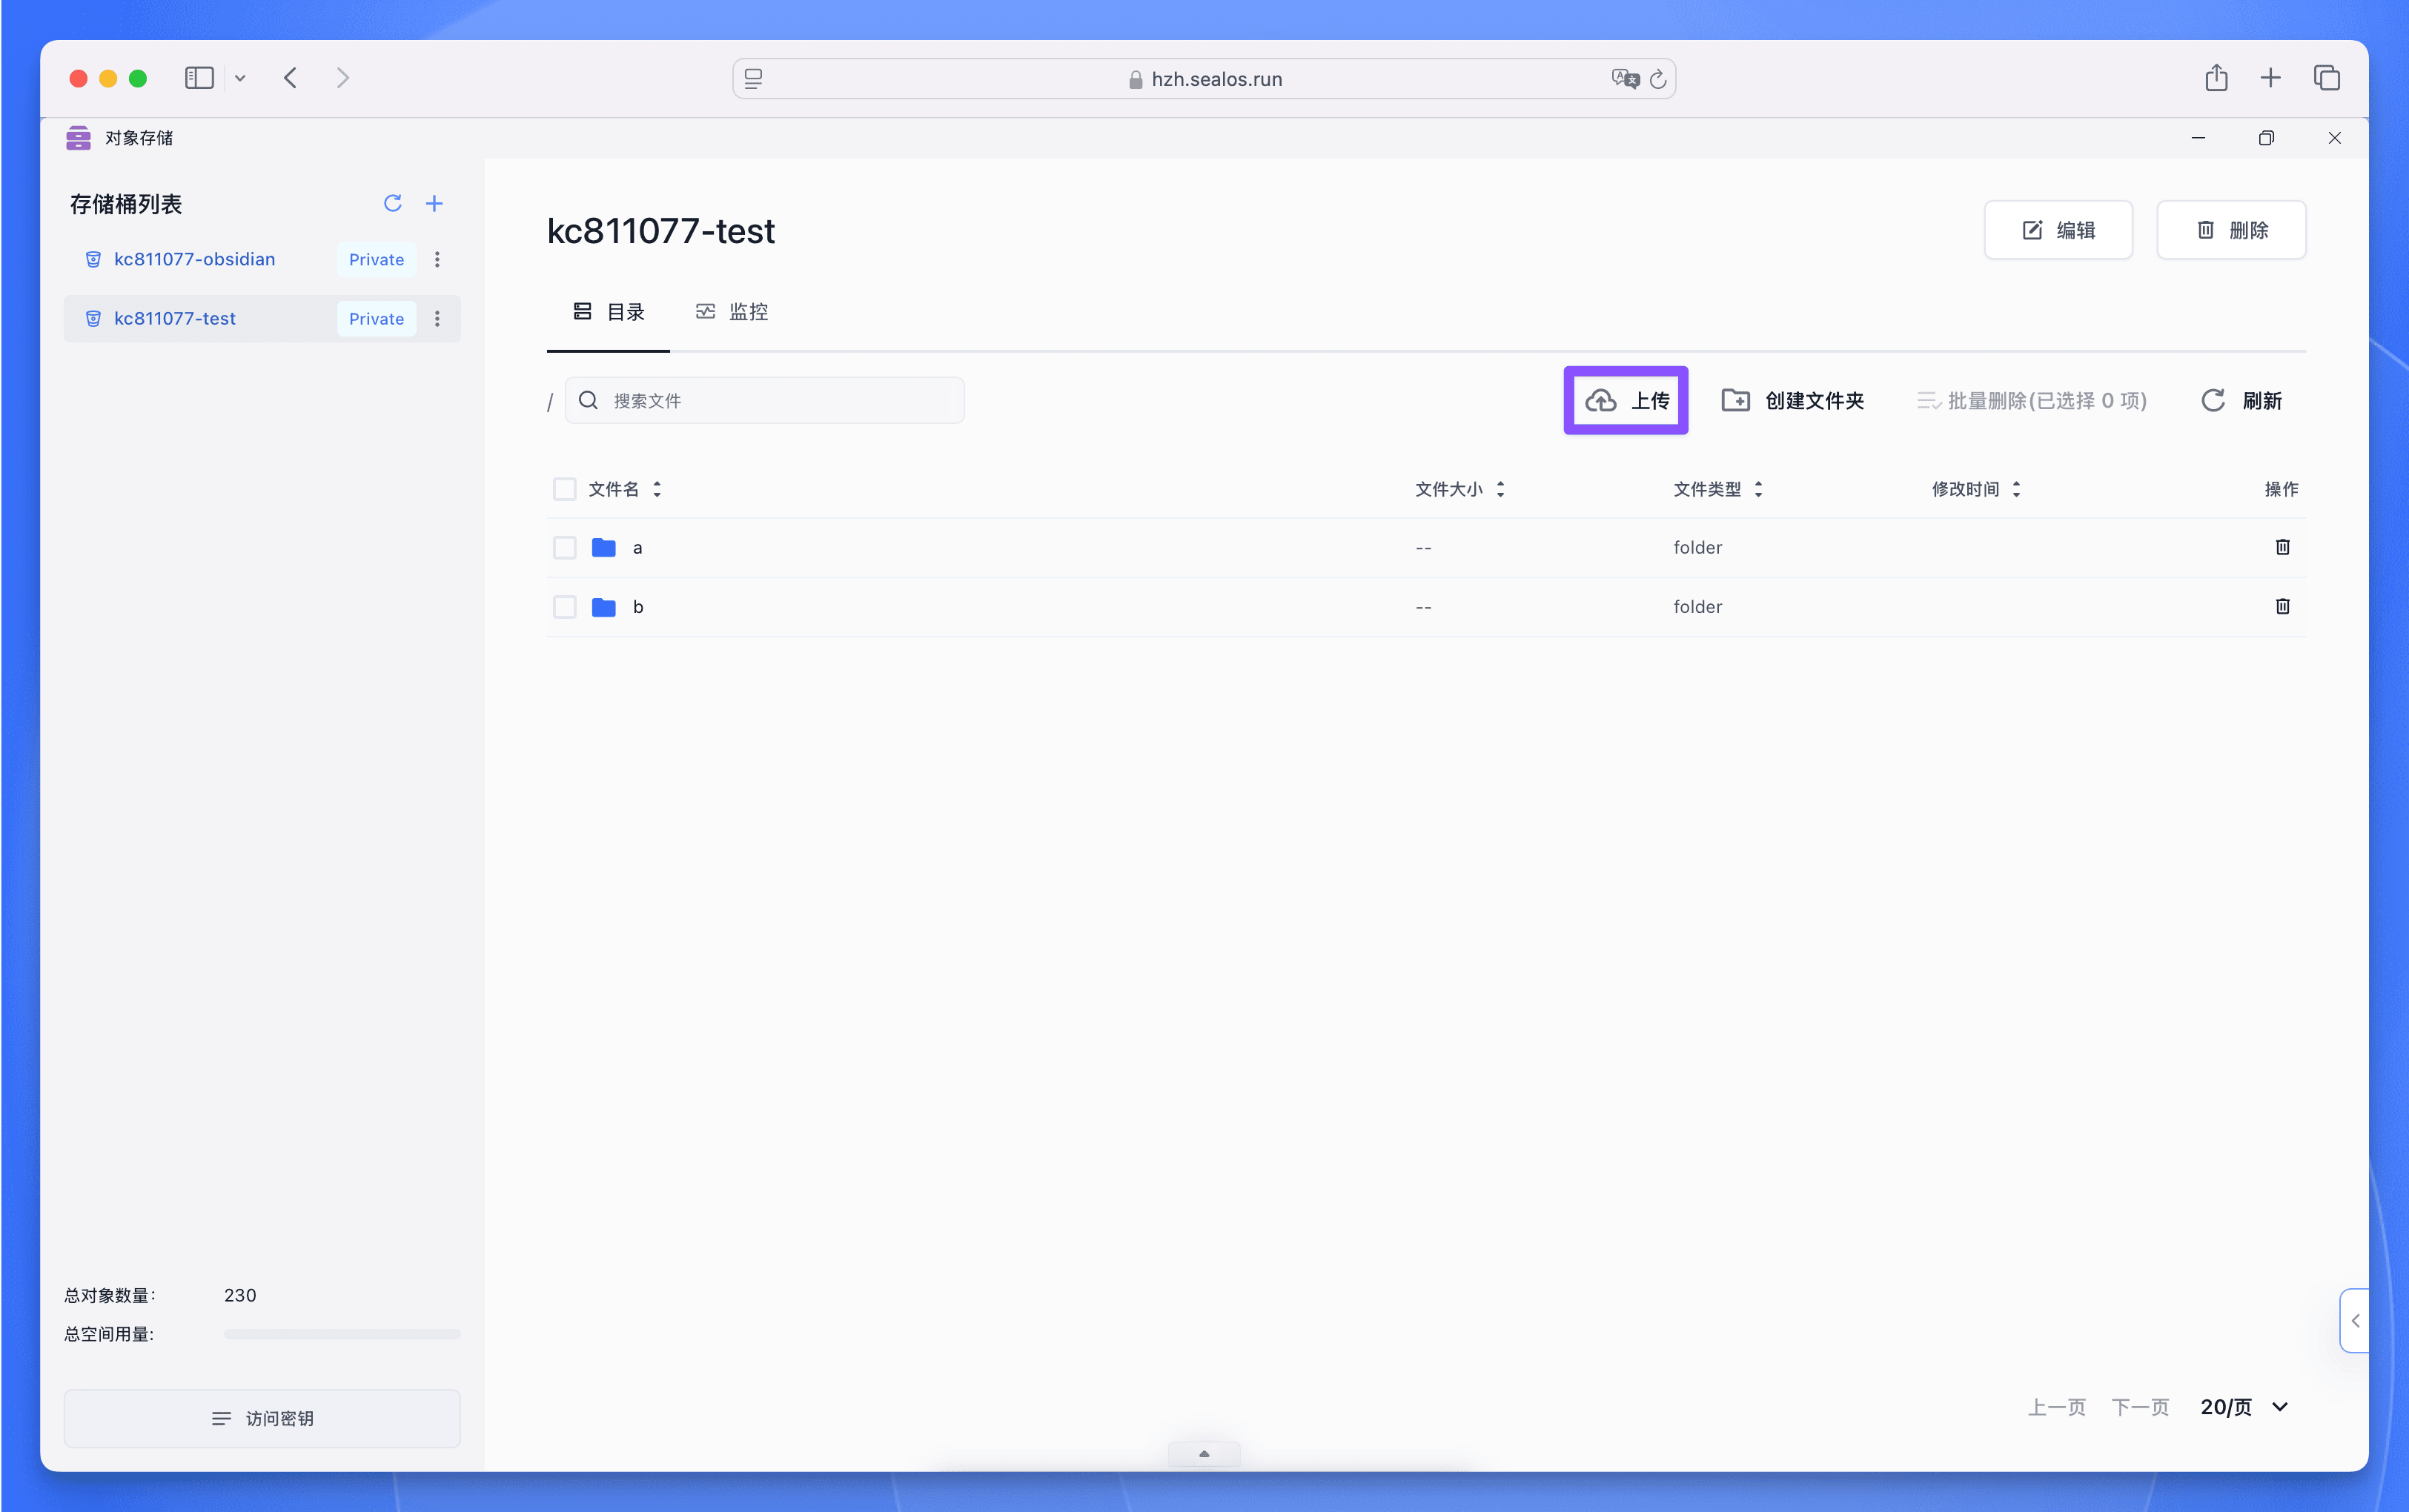 hzh.sealos.run
对象存储
存储桶列表
kc811077-obsidian Private
kc811077-test Private
总对象数量: 230
总空间用量:
访问密钥
kc811077-test
编辑 删除
目录 监控
/ 搜索文件 上传 创建文件夹 批量删除(已选择 0 项) 刷新
文件名 文件大小 文件类型 修改时间 操作
a -- folder
b -- folder
上一页 下一页 20/页